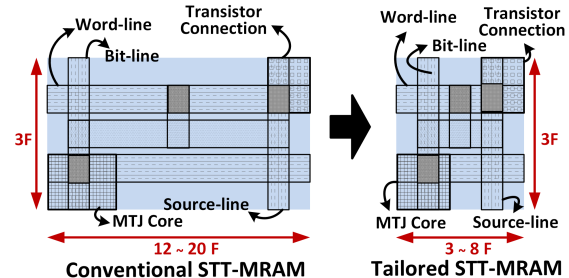 Word-line
Bit-line
Transistor
Connection
3F
MTJ Core
Source-line
12 ~ 20 F
Conventional STT-MRAM
Word-line
Bit-line
Transistor
Connection
3F
MTJ Core
Source-line
3 ~ 8 F
Tailored STT-MRAM